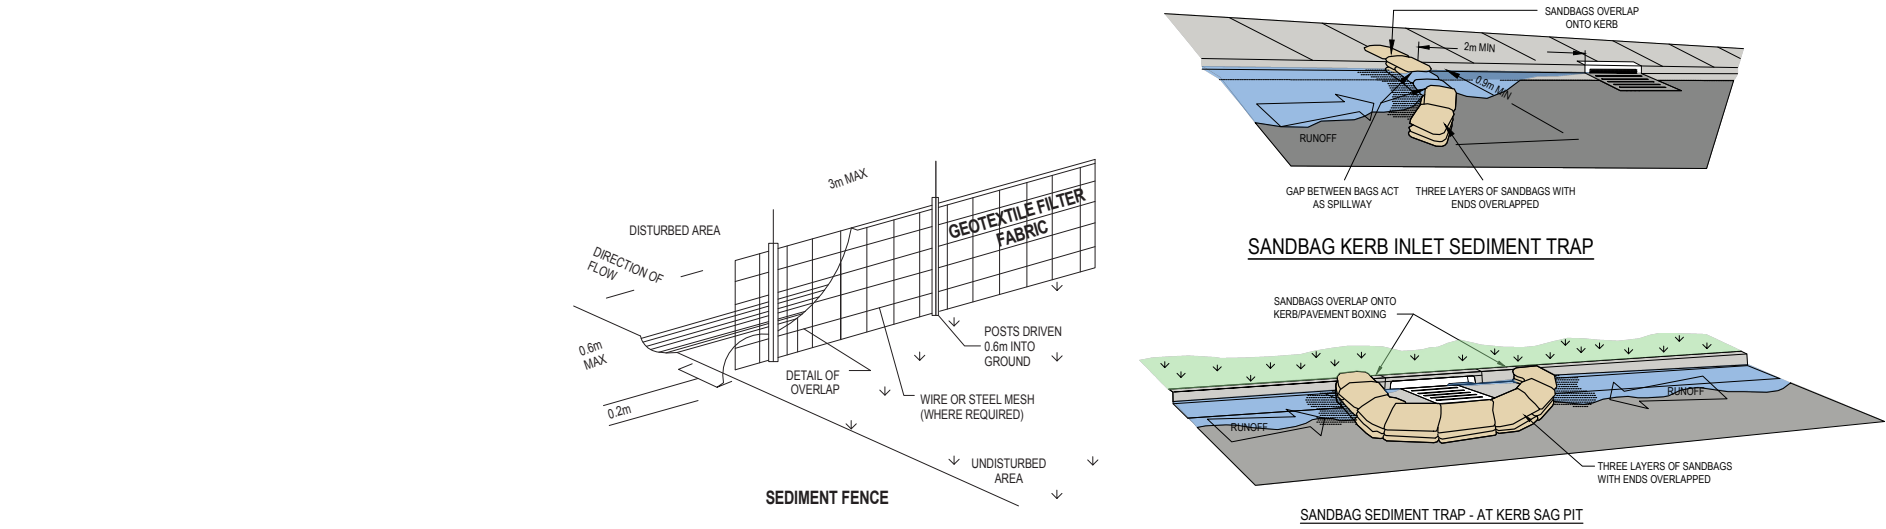 3m MAX
DISTURBED AREA
DIRECTION OF
FLOW
GEOTEXTILE FILTER
FABRIC
0.6m
MAX
0.2m
DETAIL OF
OVERLAP
POSTS DRIVEN
0.6m INTO
GROUND
WIRE OR STEEL MESH
(WHERE REQUIRED)
UNDISTURBED
AREA
SEDIMENT FENCE
SANDBAGS OVERLAP
ONTO KERB
2m MIN
0.9m MIN
RUNOFF
GAP BETWEEN BAGS ACT
AS SPILLWAY
THREE LAYERS OF SANDBAGS WITH
ENDS OVERLAPPED
SANDBAG KERB INLET SEDIMENT TRAP
SANDBAGS OVERLAP ONTO
KERB/PAVEMENT BOXING
RUNOFF
RUNOFF
THREE LAYERS OF SANDBAGS
WITH ENDS OVERLAPPED
SANDBAG SEDIMENT TRAP - AT KERB SAG PIT